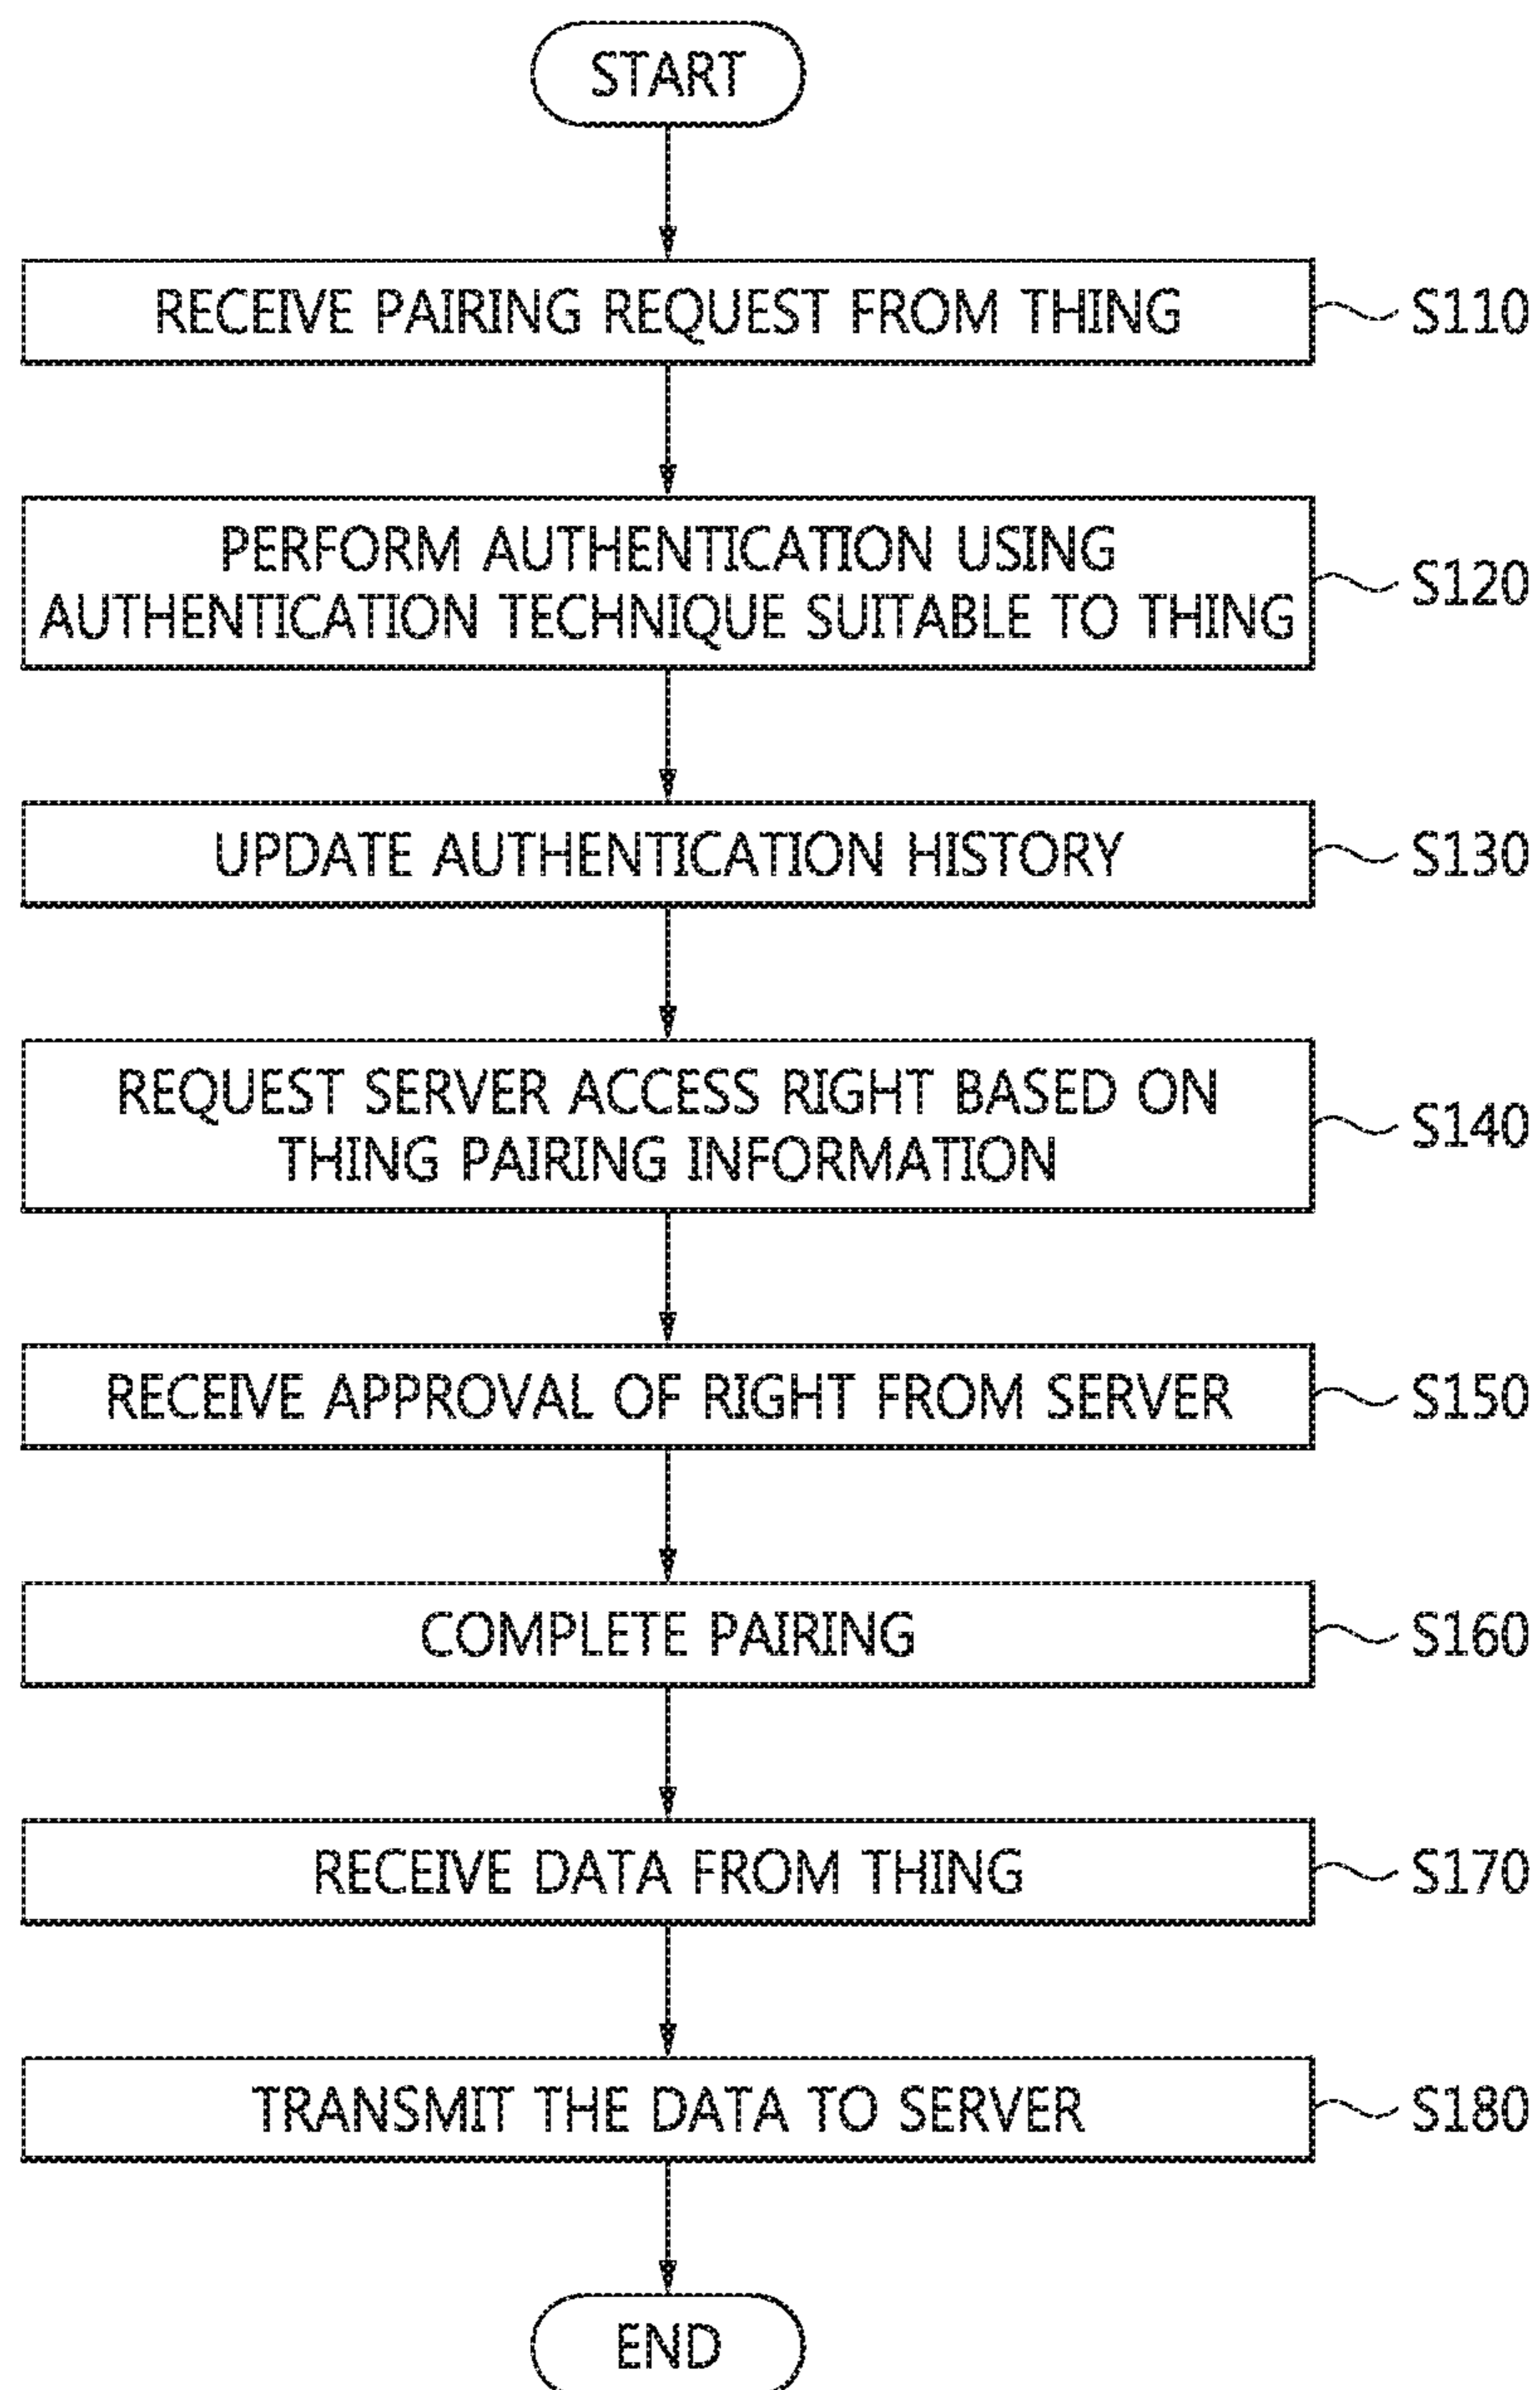 START
RECEIVE PAIRING REQUEST FROM THING
S110
PERFORM AUTHENTICATION USING
AUTHENTICATION TECHNIQUE SUITABLE TO THING
S120
UPDATE AUTHENTICATION HISTORY
S130
REQUEST SERVER ACCESS RIGHT BASED ON
THING PAIRING INFORMATION
S140
RECEIVE APPROVAL OF RIGHT FROM SERVER
S150
COMPLETE PAIRING
S160
RECEIVE DATA FROM THING
S170
TRANSMIT THE DATA TO SERVER
S180
END